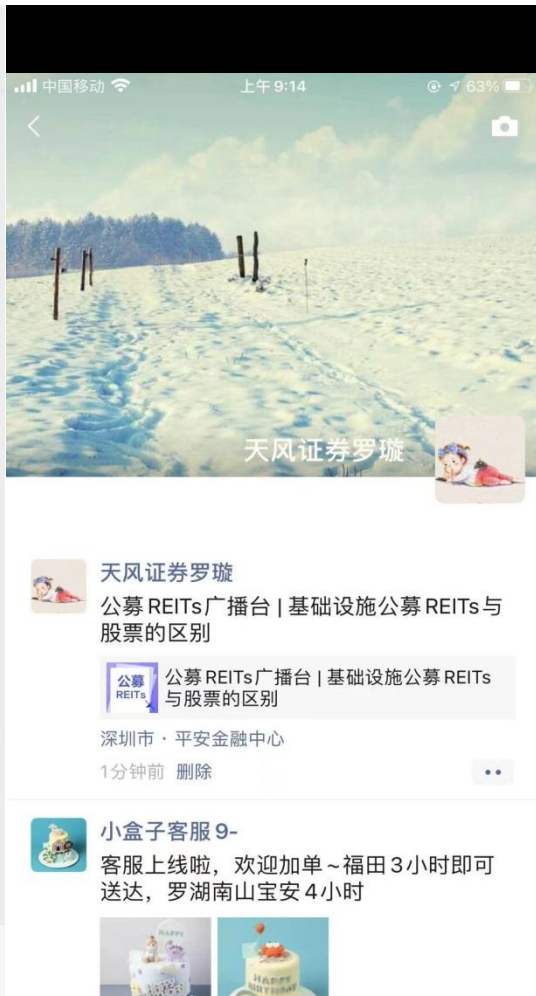 中国移动
上午9:14
63%
天风证券罗璇
天风证券罗璇
公募REITs广播台 | 基础设施公募REITs与
股票的区别
公募
REITs
公募REITs广播台 | 基础设施公募REITs
与股票的区别
深圳市 · 平安金融中心
1分钟前 删除
小盒子客服9-
客服上线啦，欢迎加单~福田3小时即可
送达，罗湖南山宝安4小时
HAPPY
HAPPY
BIRTHDAY